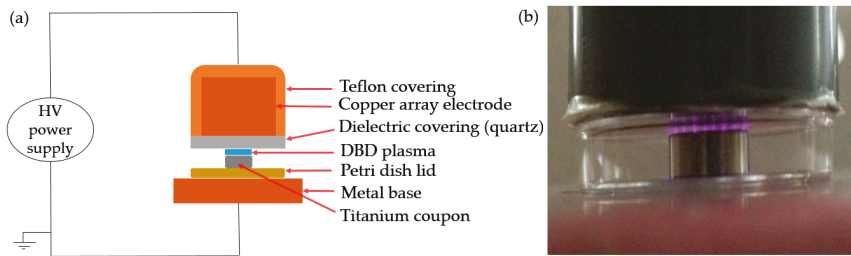 (a)
HV
power
supply
Teflon covering
Copper array electrode
Dielectric covering (quartz)
DBD plasma
Petri dish lid
Metal base
Titanium coupon
(b)